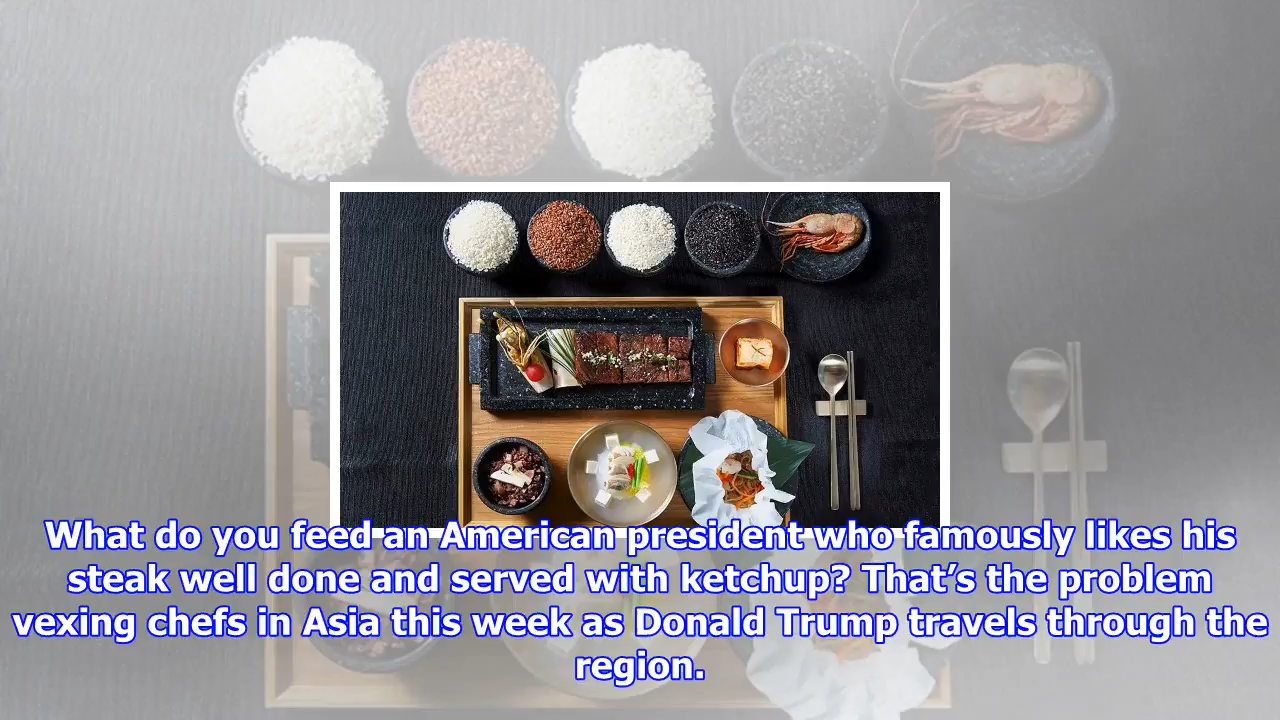 What do you feed an American president who famously likes his
steak well done and served with ketchup? That’s the problem
vexing chefs in Asia this week as Donald Trump travels through the
region.